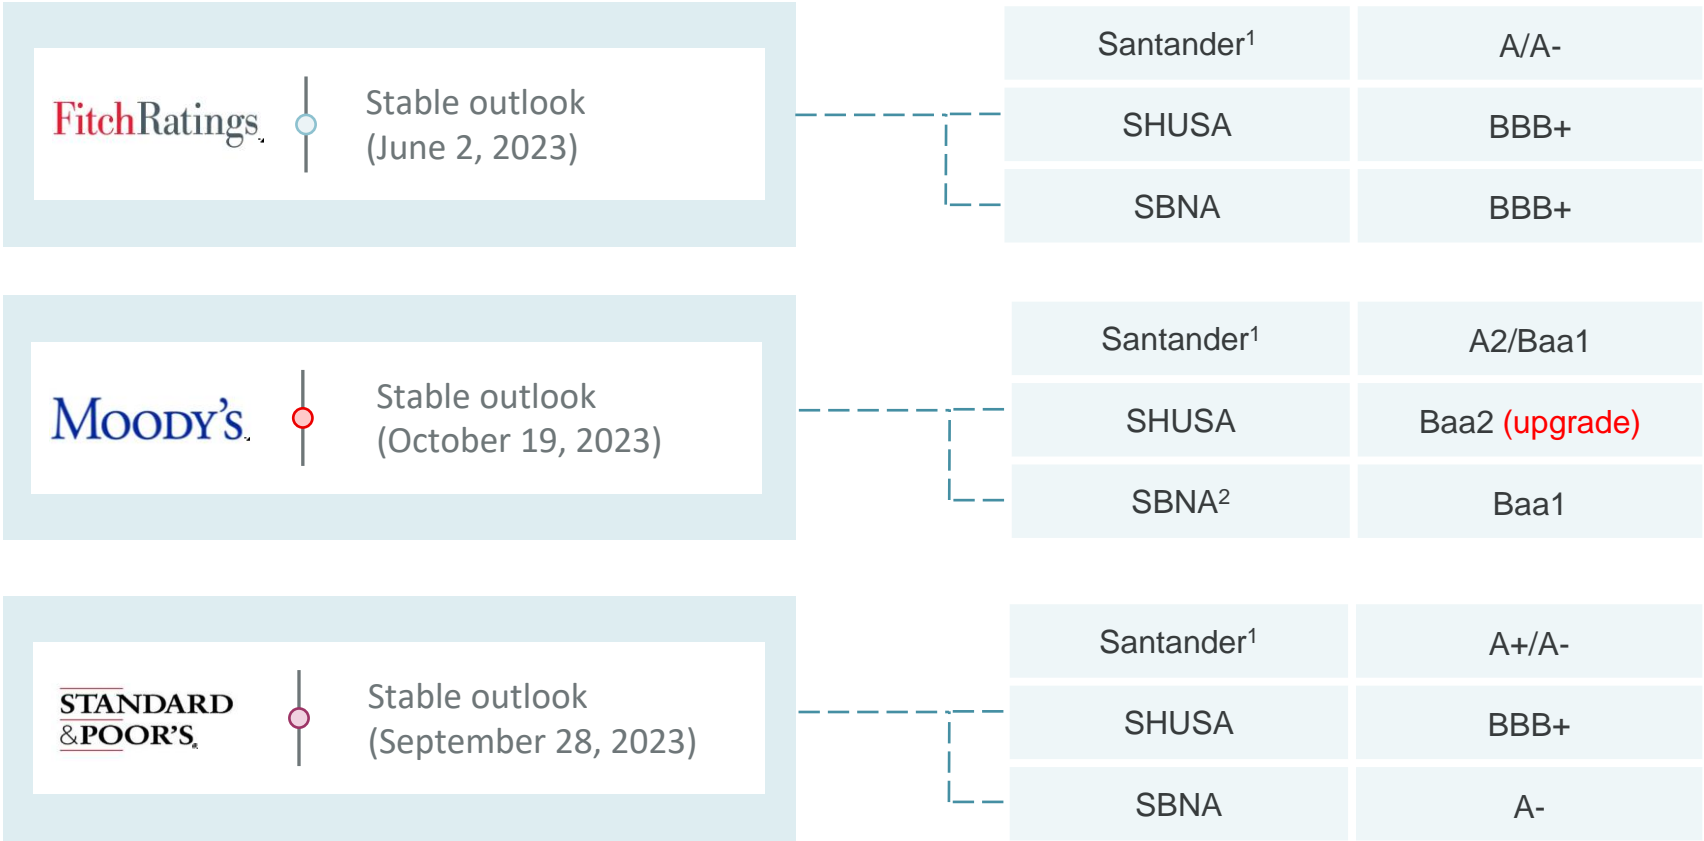 FitchRatings
Stable outlook
(June 2, 2023)
Santander¹ A/A-
SHUSA BBB+
SBNA BBB+
MOODY'S
Stable outlook
(October 19, 2023)
Santander¹ A2/Baa1
SHUSA Baa2 (upgrade)
SBNA² Baa1
STANDARD
&POOR'S
Stable outlook
(September 28, 2023)
Santander¹ A+/A-
SHUSA BBB+
SBNA A-